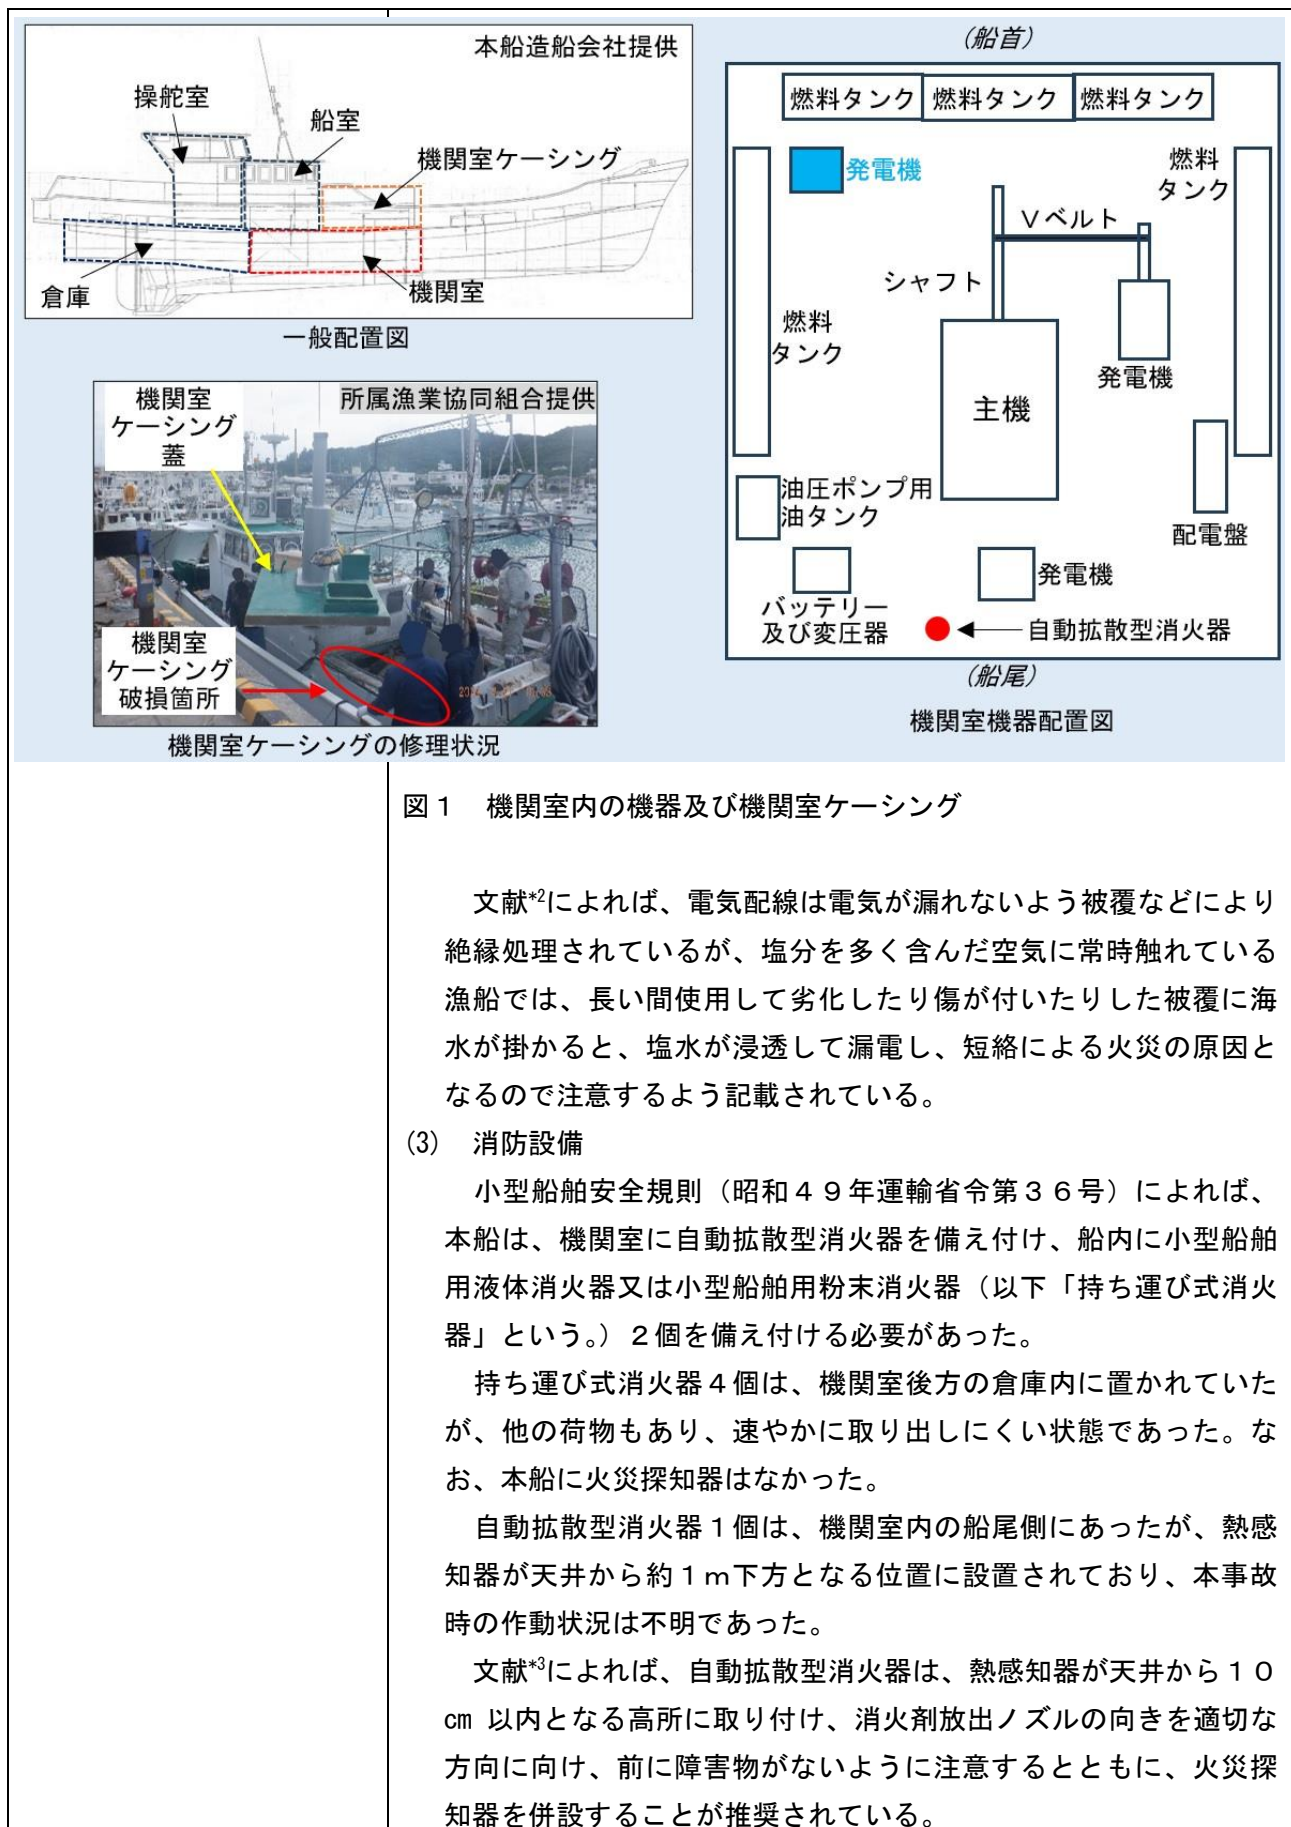 本船造船会社提供
操舵室
船室
機関室ケーシング
倉庫
機関室
一般配置図
機関室
ケーシング
蓋
所属漁業協同組合提供
機関室
ケーシング
破損箇所
機関室ケーシングの修理状況
(船首)
燃料タンク
燃料タンク
燃料タンク
発電機
燃料
タンク
Vベルト
シャフト
燃料
タンク
発電機
主機
油圧ポンプ用
油タンク
配電盤
バッテリー
及び変圧器
発電機
自動拡散型消火器
(船尾)
機関室機器配置図
図1 機関室内の機器及び機関室ケーシング
文献*2によれば、電気配線は電気が漏れないよう被覆などにより
絶縁処理されているが、塩分を多く含んだ空気に常時触れている
漁船では、長い間使用して劣化したり傷が付いたりした被覆に海
水が掛かると、塩水が浸透して漏電し、短絡による火災の原因と
なるので注意するよう記載されている。
(3) 消防設備
小型船舶安全規則(昭和49年運輸省令第36号)によれば、
本船は、機関室に自動拡散型消火器を備え付け、船内に小型船舶
用液体消火器又は小型船舶用粉末消火器(以下「持ち運び式消火
器」という。)2個を備え付ける必要があった。
持ち運び式消火器4個は、機関室後方の倉庫内に置かれていた
が、他の荷物もあり、速やかに取り出しにくい状態であった。な
お、本船に火災探知器はなかった。
自動拡散型消火器1個は、機関室内の船尾側にあったが、熱感
知器が天井から約1m下方となる位置に設置されており、本事故
時の作動状況は不明であった。
文献*3によれば、自動拡散型消火器は、熱感知器が天井から10
cm 以内となる高所に取り付け、消火剤放出ノズルの向きを適切な
方向に向け、前に障害物がないように注意するとともに、火災探
知器を併設することが推奨されている。